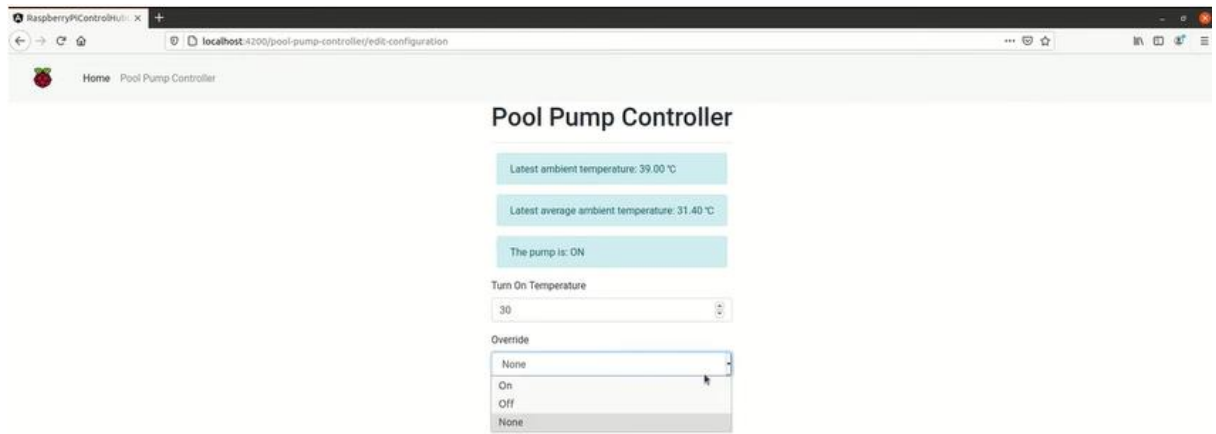 RaspberryPiControlHub
localhost:4200/pool-pump-controller/edit-configuration
Home Pool Pump Controller
Pool Pump Controller
Latest ambient temperature: 39.00 °C
Latest average ambient temperature: 31.40 °C
The pump is: ON
Turn On Temperature
30
Override
None
On
Off
None